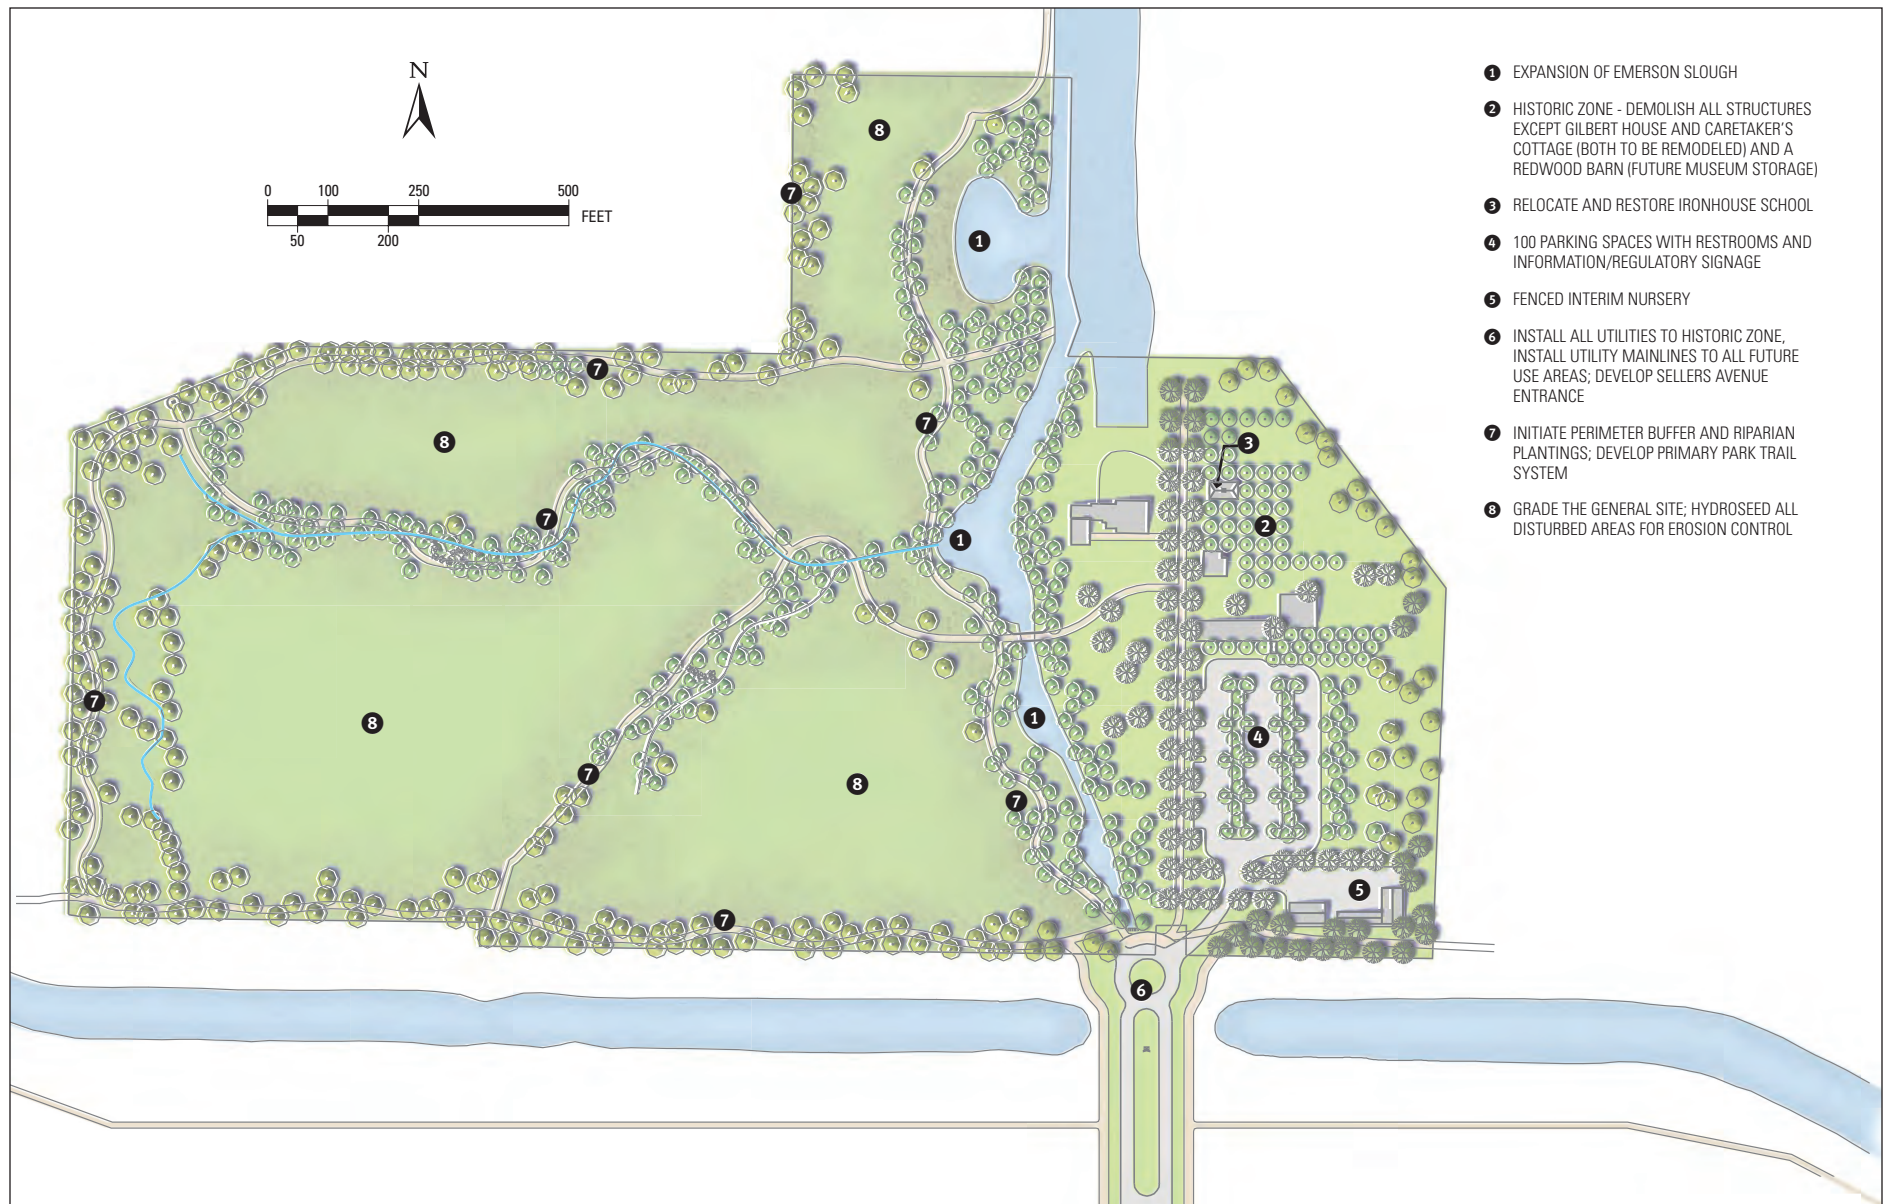 N
0 100 250 500
FEET
50 200
1 EXPANSION OF EMERSON SLOUGH
2 HISTORIC ZONE - DEMOLISH ALL STRUCTURES
EXCEPT GILBERT HOUSE AND CARETAKER'S
COTTAGE (BOTH TO BE REMODELED) AND A
REDWOOD BARN (FUTURE MUSEUM STORAGE)
3 RELOCATE AND RESTORE IRONHOUSE SCHOOL
4 100 PARKING SPACES WITH RESTROOMS AND
INFORMATION/REGULATORY SIGNAGE
5 FENCED INTERIM NURSERY
6 INSTALL ALL UTILITIES TO HISTORIC ZONE,
INSTALL UTILITY MAINLINES TO ALL FUTURE
USE AREAS; DEVELOP SELLERS AVENUE
ENTRANCE
7 INITIATE PERIMETER BUFFER AND RIPARIAN
PLANTINGS; DEVELOP PRIMARY PARK TRAIL
SYSTEM
8 GRADE THE GENERAL SITE; HYDROSEED ALL
DISTURBED AREAS FOR EROSION CONTROL
8
7
1
7
7
8
3
7
2
1
7
8
1
4
7
8
7
7
5
7
6